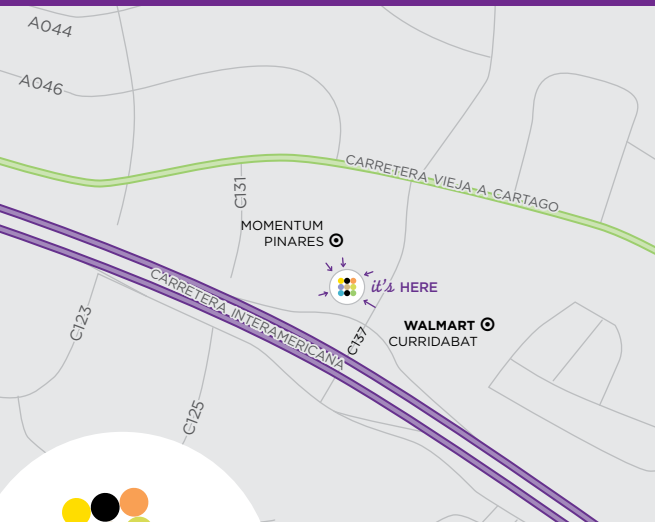 A044
A046
CARRETERA VIEJA A CARTAGO
C131
MOMENTUM
PINARES
it's HERE
CARRETERA INTERAMERICANA
C123
C137
WALMART
CURRIDABAT
C125